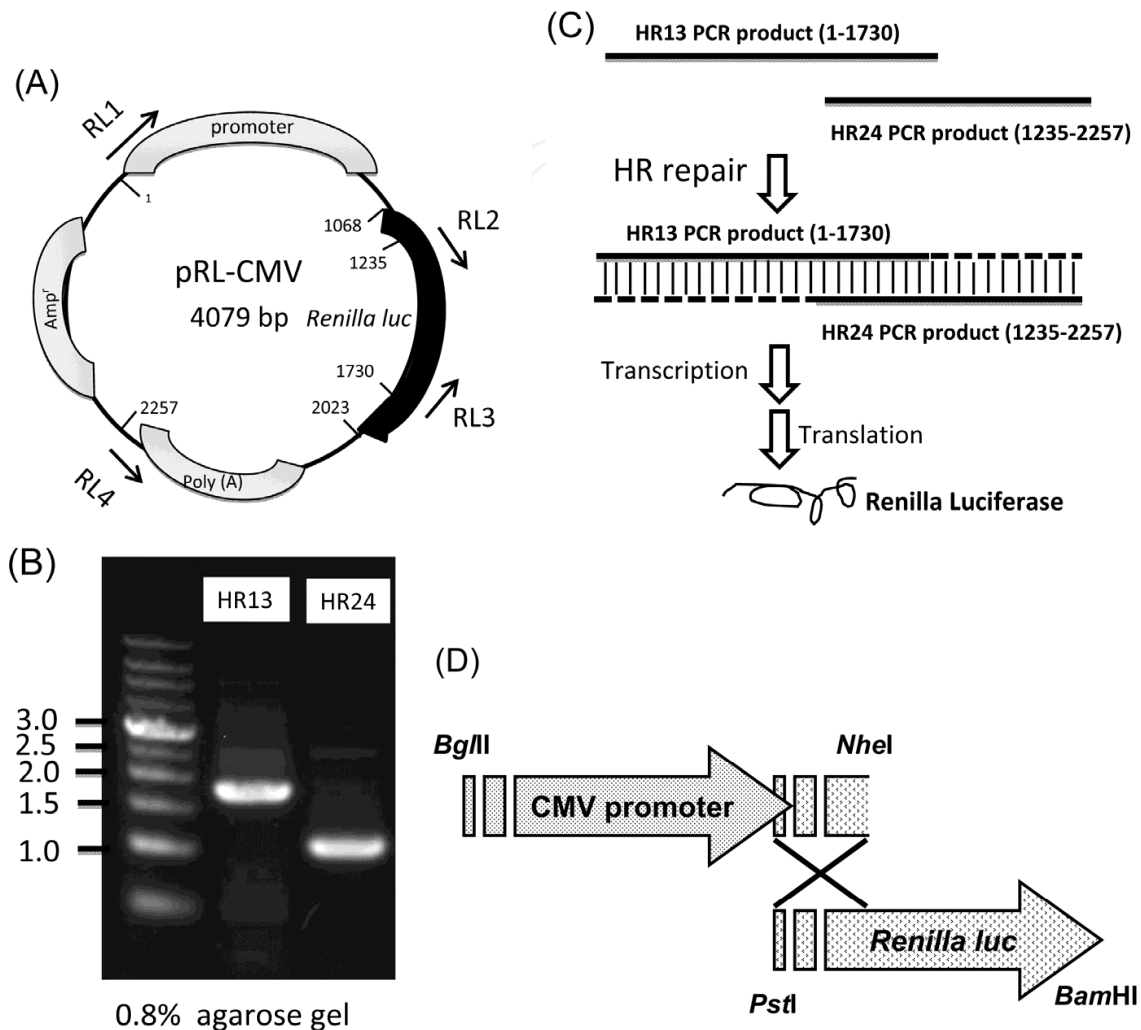 (A)
RL1
promoter
1
1068
RL2
1235
pRL-CMV
4079 bp
Renilla luc
Ampʳ
1730
2023
RL3
2257
RL4
Poly (A)
(B)
HR13
HR24
3.0
2.5
2.0
1.5
1.0
0.8% agarose gel
(C)
HR13 PCR product (1-1730)
HR24 PCR product (1235-2257)
HR repair
HR13 PCR product (1-1730)
HR24 PCR product (1235-2257)
Transcription
Translation
Renilla Luciferase
(D)
BglII
NheI
CMV promoter
Renilla luc
PstI
BamHI